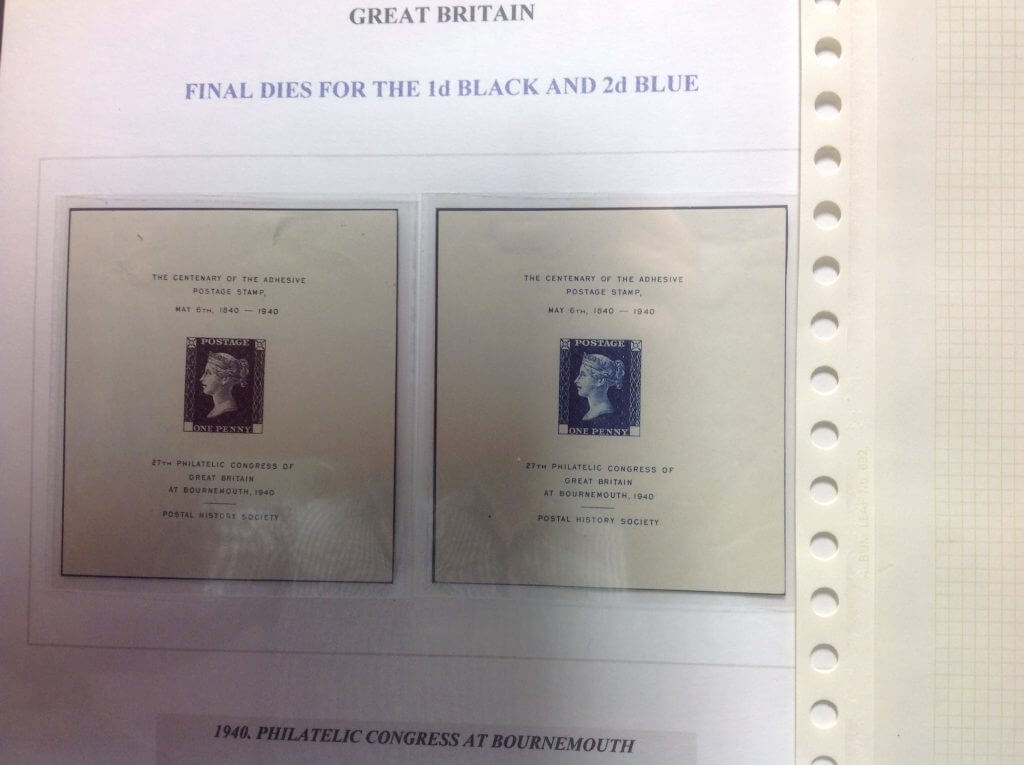 GREAT BRITAIN
FINAL DIES FOR THE 1d BLACK AND 2d BLUE
THE CENTENARY OF THE ADHESIVE
POSTAGE STAMP,
MAY 6TH, 1840 — 1940
POSTAGE
ONE PENNY
27TH PHILATELIC CONGRESS OF
GREAT BRITAIN
AT BOURNEMOUTH, 1940
POSTAL HISTORY SOCIETY
THE CENTENARY OF THE ADHESIVE
POSTAGE STAMP,
MAY 6TH, 1840 — 1940
POSTAGE
ONE PENNY
27TH PHILATELIC CONGRESS OF
GREAT BRITAIN
AT BOURNEMOUTH, 1940
POSTAL HISTORY SOCIETY
1940. PHILATELIC CONGRESS AT BOURNEMOUTH